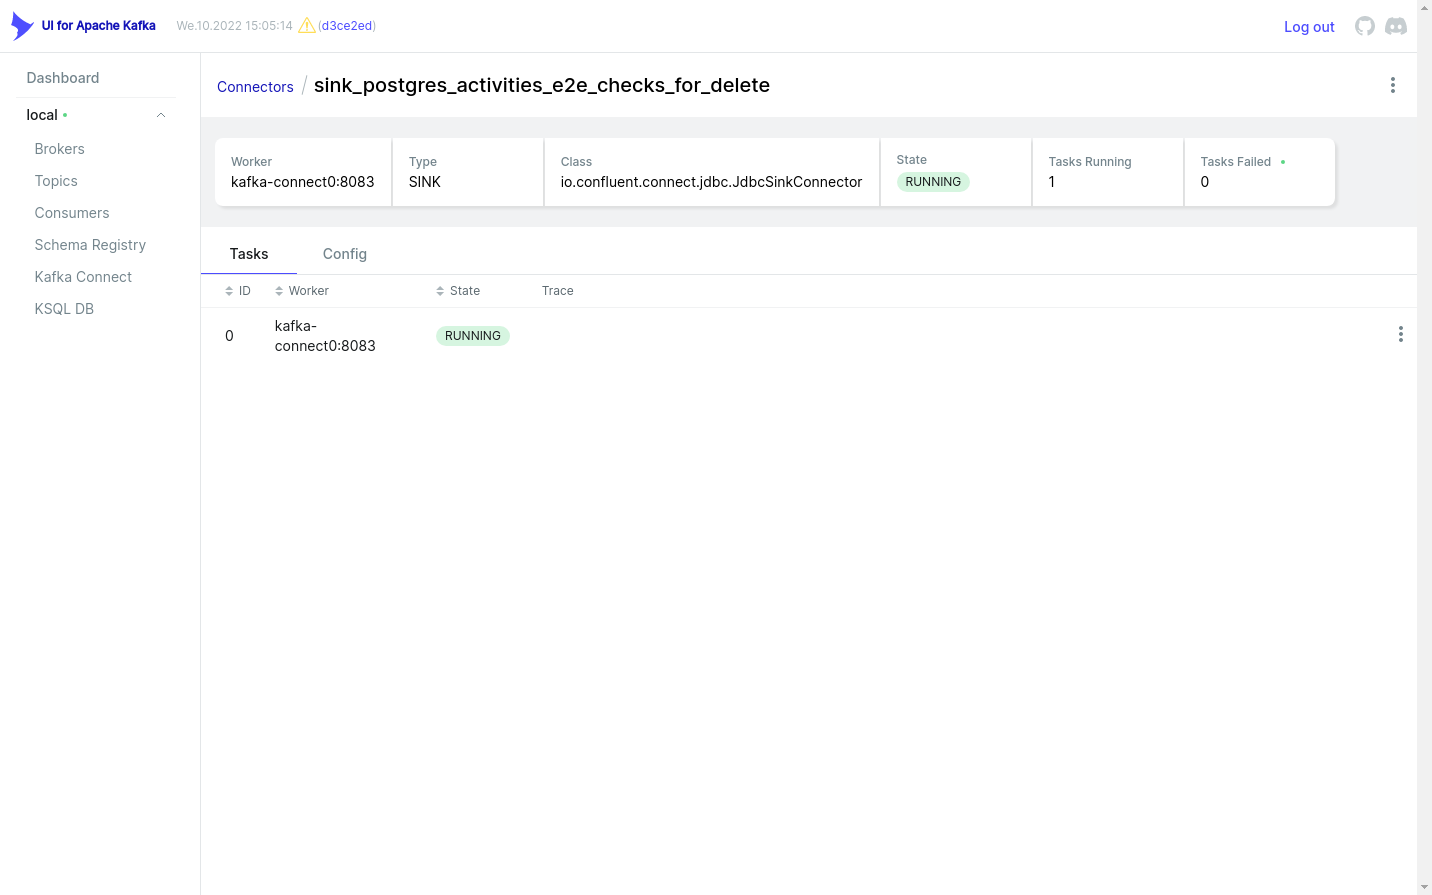 UI for Apache Kafka We.10.2022 15:05:14 (d3ce2ed) Log out
Dashboard
local
Brokers
Topics
Consumers
Schema Registry
Kafka Connect
KSQL DB
Connectors / sink_postgres_activities_e2e_checks_for_delete
Worker
kafka-connect0:8083
Type
SINK
Class
io.confluent.connect.jdbc.JdbcSinkConnector
State
RUNNING
Tasks Running
1
Tasks Failed
0
Tasks Config
ID Worker State Trace
0 kafka-
connect0:8083 RUNNING